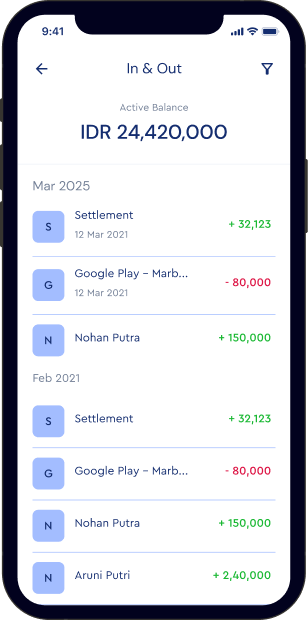 9:41
In & Out
Active Balance
IDR 24,420,000
Mar 2025
S
Settlement
12 Mar 2021
+ 32,123
G
Google Play - Marb...
12 Mar 2021
- 80,000
N
Nohan Putra
+ 150,000
Feb 2021
S
Settlement
+ 32,123
G
Google Play - Marb...
- 80,000
N
Nohan Putra
+ 150,000
N
Aruni Putri
+ 2,40,000